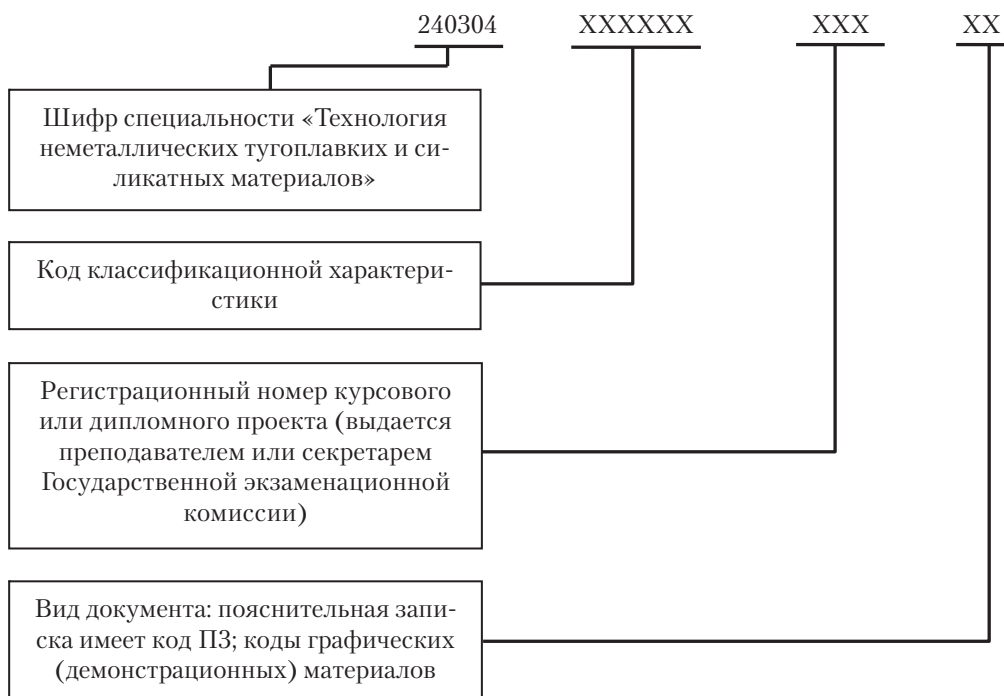 240304 XXXXXX XXX XX
Шифр специальности «Технология
неметаллических тугоплавких и си-
ликатных материалов»
Код классификационной характери-
стики
Регистрационный номер курсового
или дипломного проекта (выдается
преподавателем или секретарем
Государственной экзаменационной
комиссии)
Вид документа: пояснительная запи-
ска имеет код ПЗ; коды графических
(демонстрационных) материалов